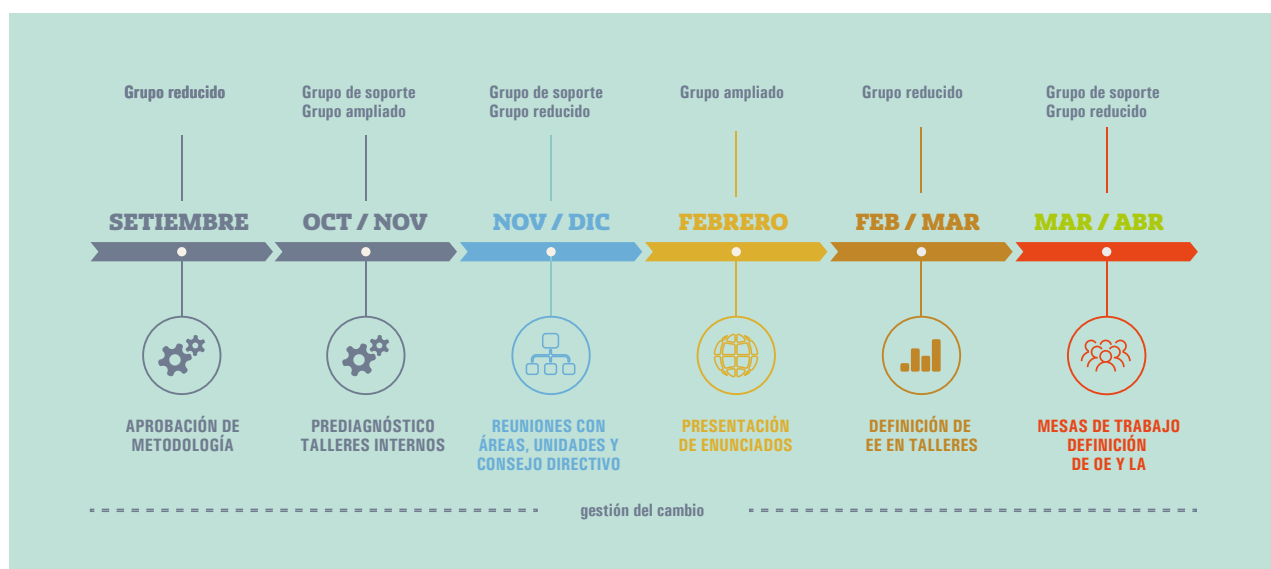 Grupo reducido
Grupo de soporte
Grupo ampliado
Grupo de soporte
Grupo reducido
Grupo ampliado
Grupo reducido
Grupo de soporte
Grupo reducido
SETIEMBRE
OCT / NOV
NOV / DIC
FEBRERO
FEB / MAR
MAR / ABR
APROBACIÓN DE
METODOLOGÍA
PREDIAGNÓSTICO
TALLERES INTERNOS
REUNIONES CON
ÁREAS, UNIDADES Y
CONSEJO DIRECTIVO
PRESENTACIÓN
DE ENUNCIADOS
DEFINICIÓN DE
EE EN TALLERES
MESAS DE TRABAJO
DEFINICIÓN
DE OE Y LA
gestión del cambio